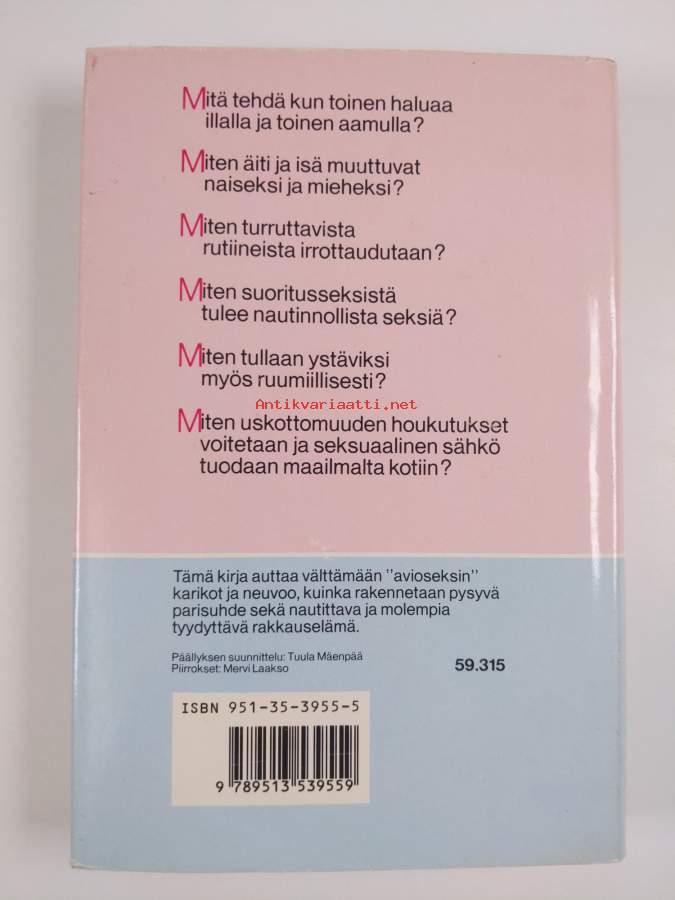 Mitä tehdä kun toinen haluaa
illalla ja toinen aamulla?
Miten äiti ja isä muuttuvat
naiseksi ja mieheksi?
Miten turruttavista
rutiineista irrottaudutaan?
Miten suoritusseksistä
tulee nautinnollista seksiä?
Miten tullaan ystäviksi
myös ruumiillisesti?
Antikvariaatti.net
Miten uskottomuuden houkutukset
voitetaan ja seksuaalinen sähkö
tuodaan maailmalta kotiin?
Tämä kirja auttaa välttämään "avioseksin"
karikot ja neuvoo, kuinka rakennetaan pysyvä
parisuhde sekä nautittava ja molempia
tyydyttävä rakkauselämä.
Päällyksen suunnittelu: Tuula Mäenpää
Piirrokset: Mervi Laakso
59.315
ISBN 951-35-3955-5
9 789513 539559